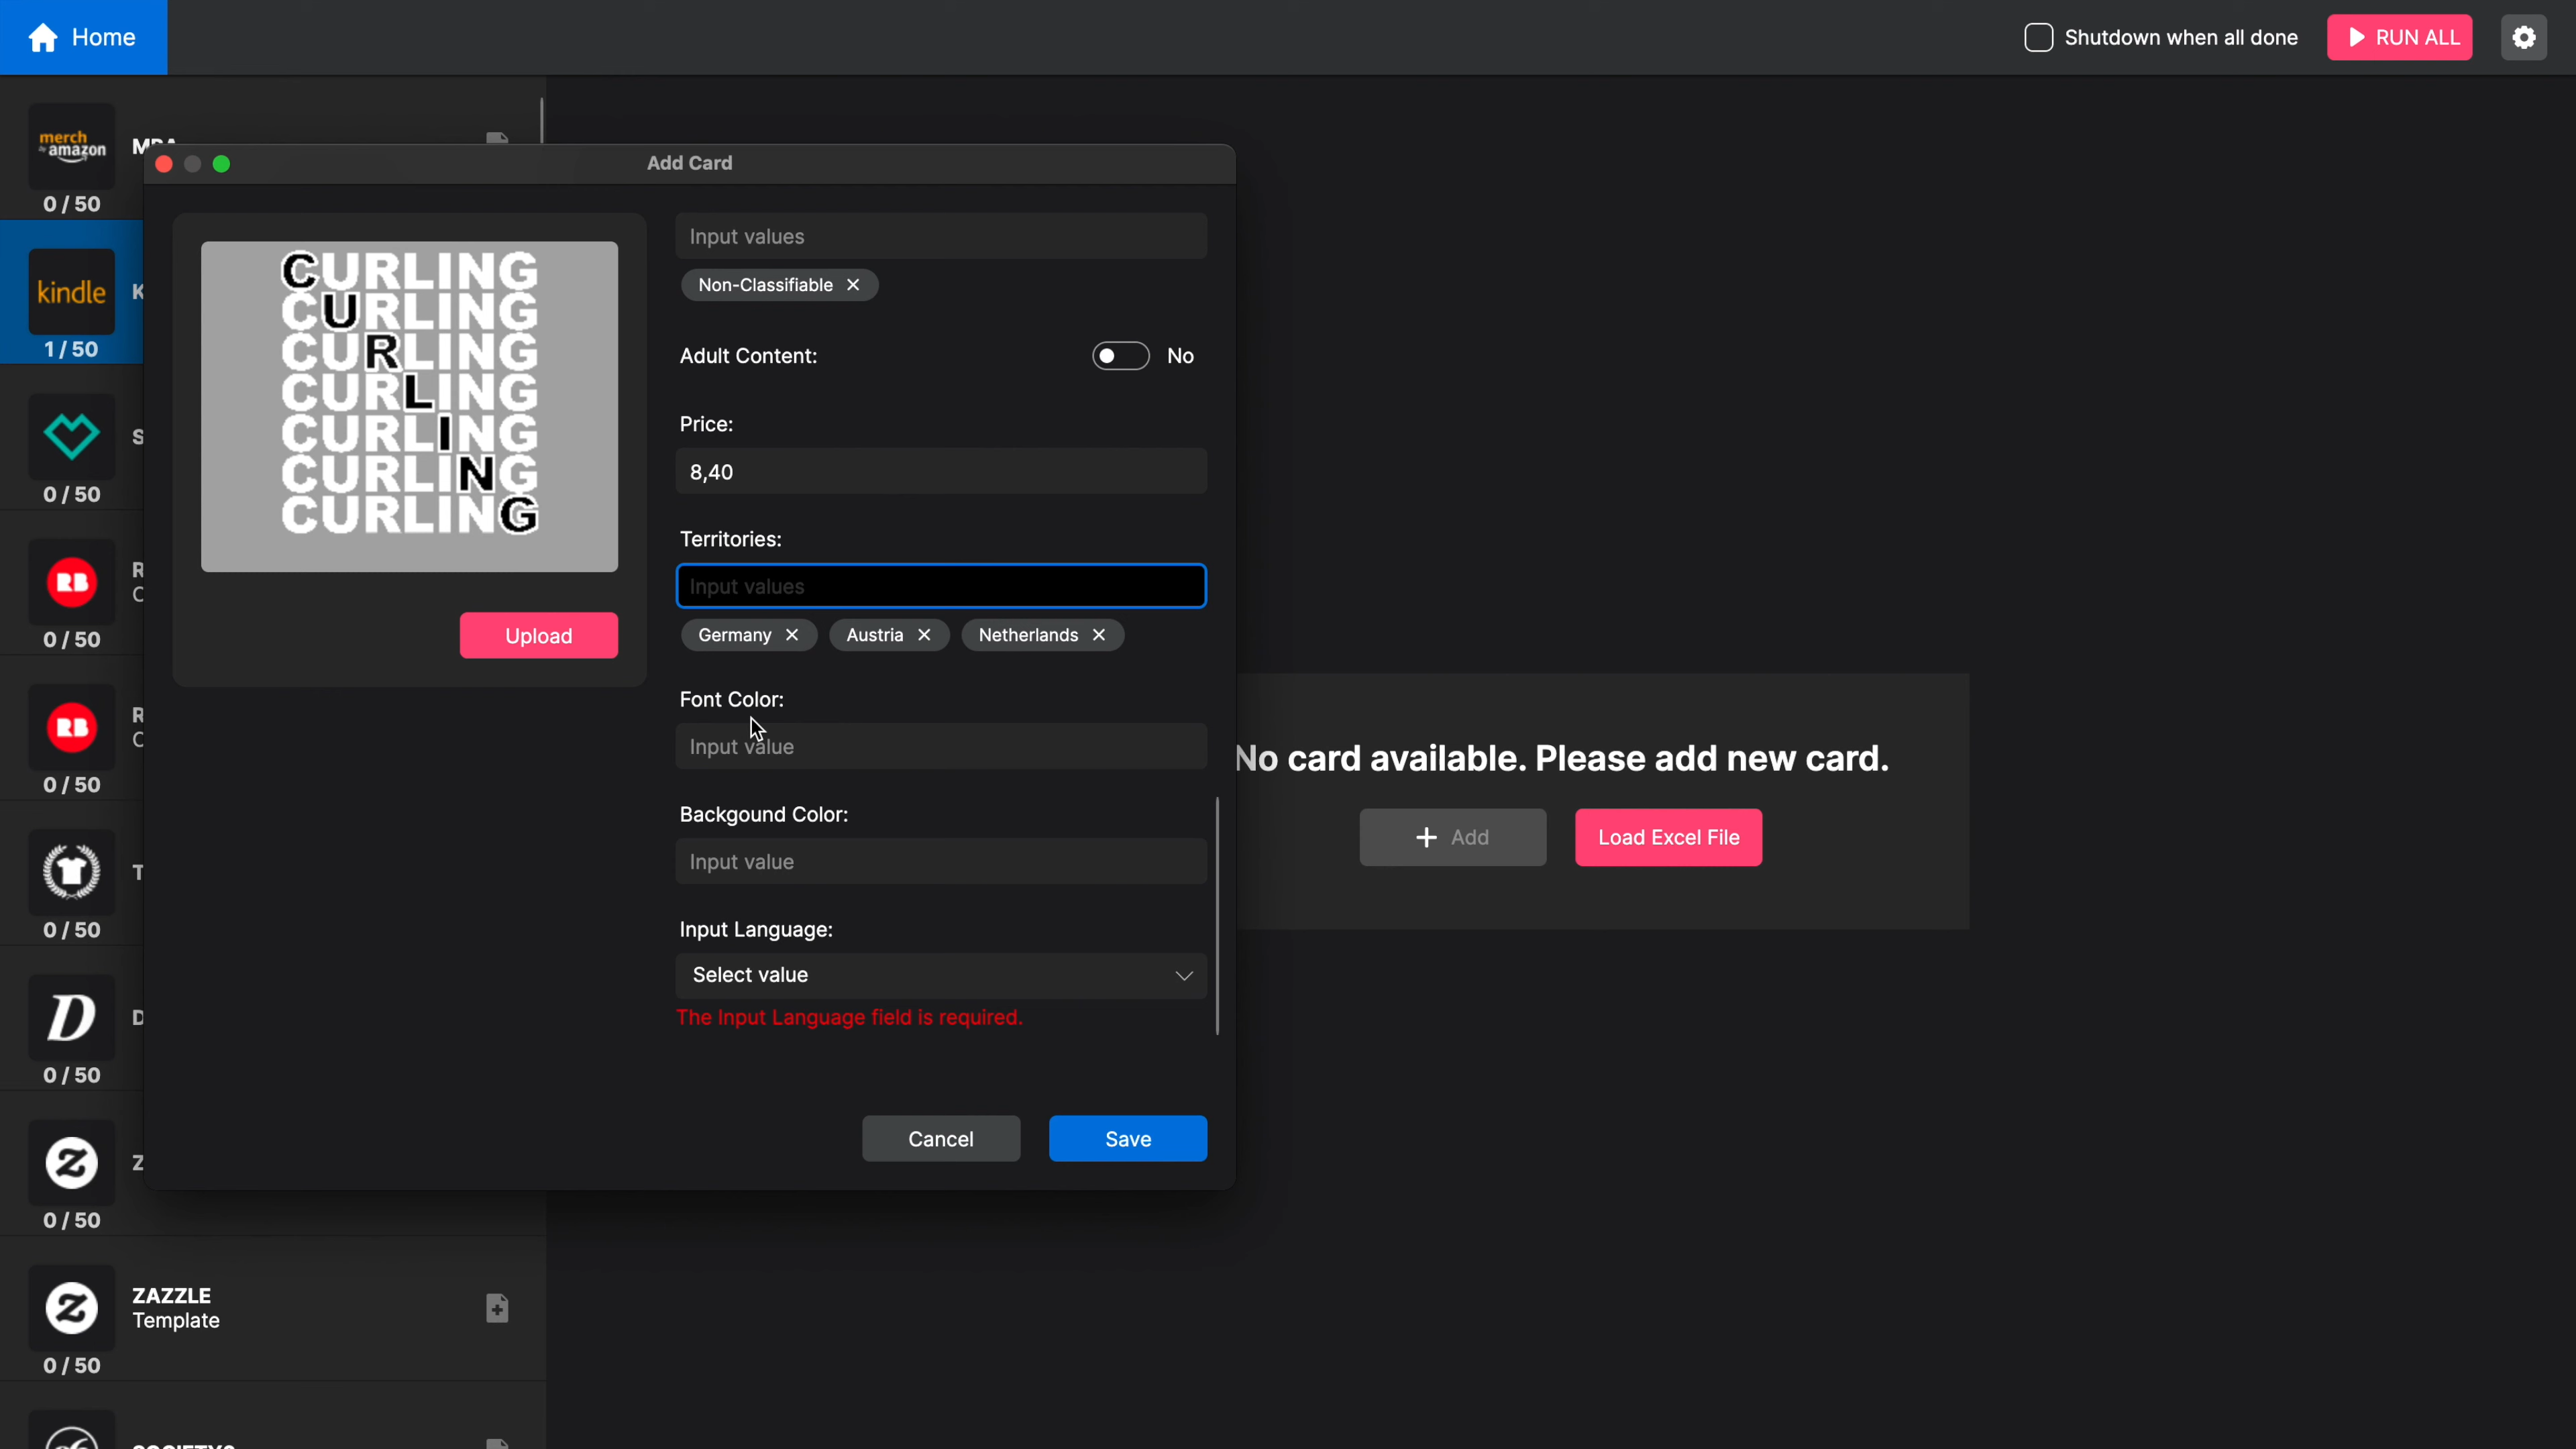 Home
Shutdown when all done
RUN ALL
merch
by amazon
MBA
0 / 50
kindle
K
1 / 50
S
0 / 50
RB
R
C
0 / 50
RB
R
C
0 / 50
T
0 / 50
D
D
0 / 50
Z
Z
0 / 50
Z
ZAZZLE
Template
0 / 50
Add Card
CURLING
CURLING
CURLING
CURLING
CURLING
CURLING
CURLING
Upload
Input values
Non-Classifiable
Adult Content:
No
Price:
8,40
Territories:
Input values
Germany
Austria
Netherlands
Font Color:
Input value
Backgound Color:
Input value
Input Language:
Select value
The Input Language field is required.
Cancel
Save
No card available. Please add new card.
Add
Load Excel File